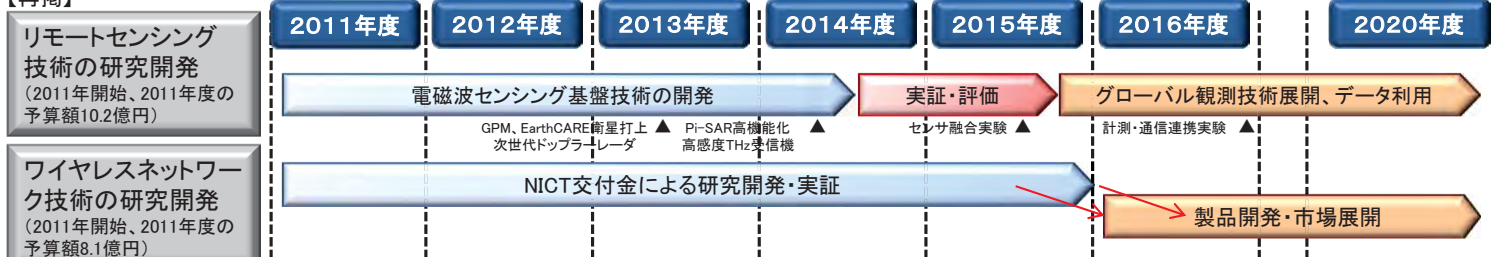 【再掲】
2011年度 2012年度 2013年度 2014年度 2015年度 2016年度 2020年度
リモートセンシング
技術の研究開発
(2011年開始、2011年度の
予算額10.2億円)
電磁波センシング基盤技術の開発
実証・評価
グローバル観測技術展開、データ利用
GPM、EarthCARE衛星打上 ▲
次世代ドップラーレーダ
Pi-SAR高機能化 ▲
高感度THz受信機
センサ融合実験 ▲
計測・通信連携実験 ▲
ワイヤレスネットワー
ク技術の研究開発
(2011年開始、2011年度の
予算額8.1億円)
NICT交付金による研究開発・実証
製品開発・市場展開